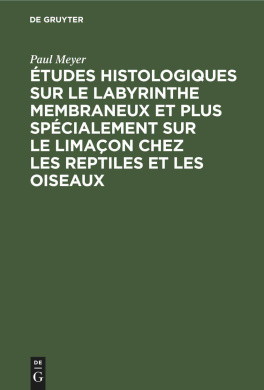 DE GRUYTER
Paul Meyer
ÉTUDES HISTOLOGIQUES
SUR LE LABYRINTHE
MEMBRANEUX ET PLUS
SPÉCIALEMENT SUR
LE LIMAÇON CHEZ
LES REPTILES ET LES
OISEAUX
DE
G